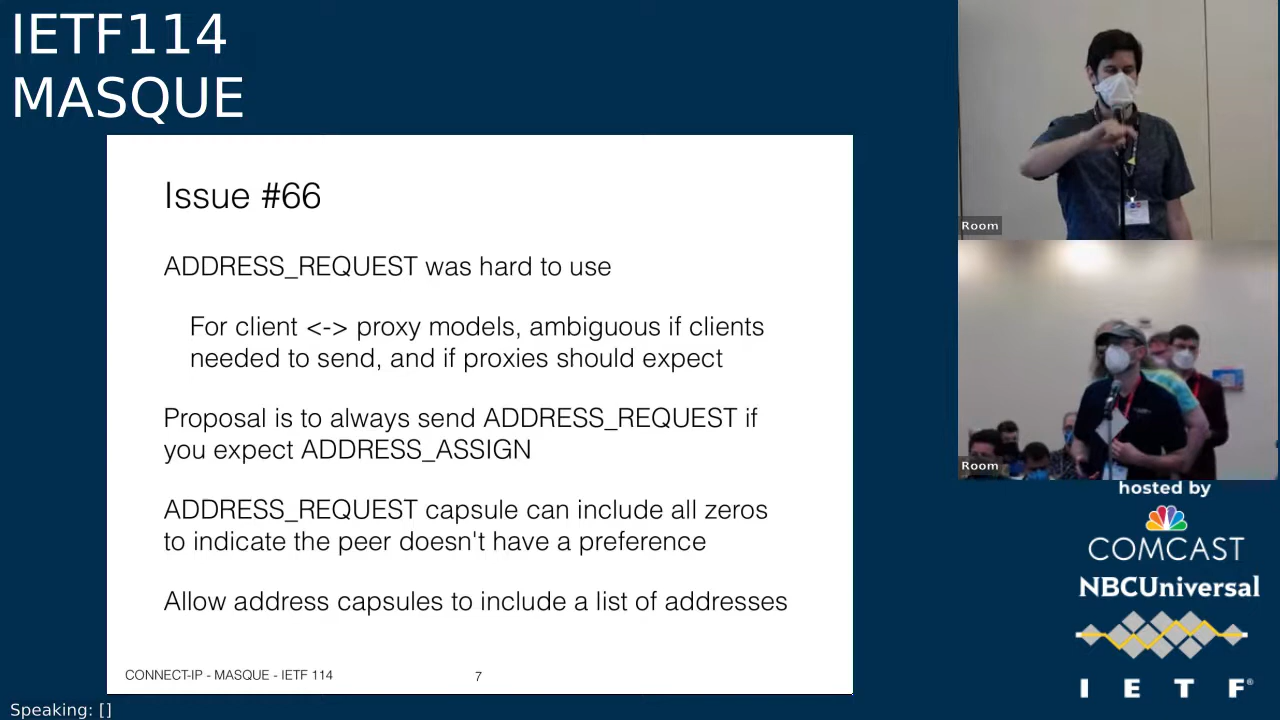 IETF114
MASQUE
Issue #66
ADDRESS_REQUEST was hard to use
For client <-> proxy models, ambiguous if clients
needed to send, and if proxies should expect
Proposal is to always send ADDRESS_REQUEST if
you expect ADDRESS_ASSIGN
ADDRESS_REQUEST capsule can include all zeros
to indicate the peer doesn't have a preference
Allow address capsules to include a list of addresses
CONNECT-IP - MASQUE - IETF 114
7
Room
Room
hosted by
COMCAST
NBCUniversal
I E T F®
Speaking: []